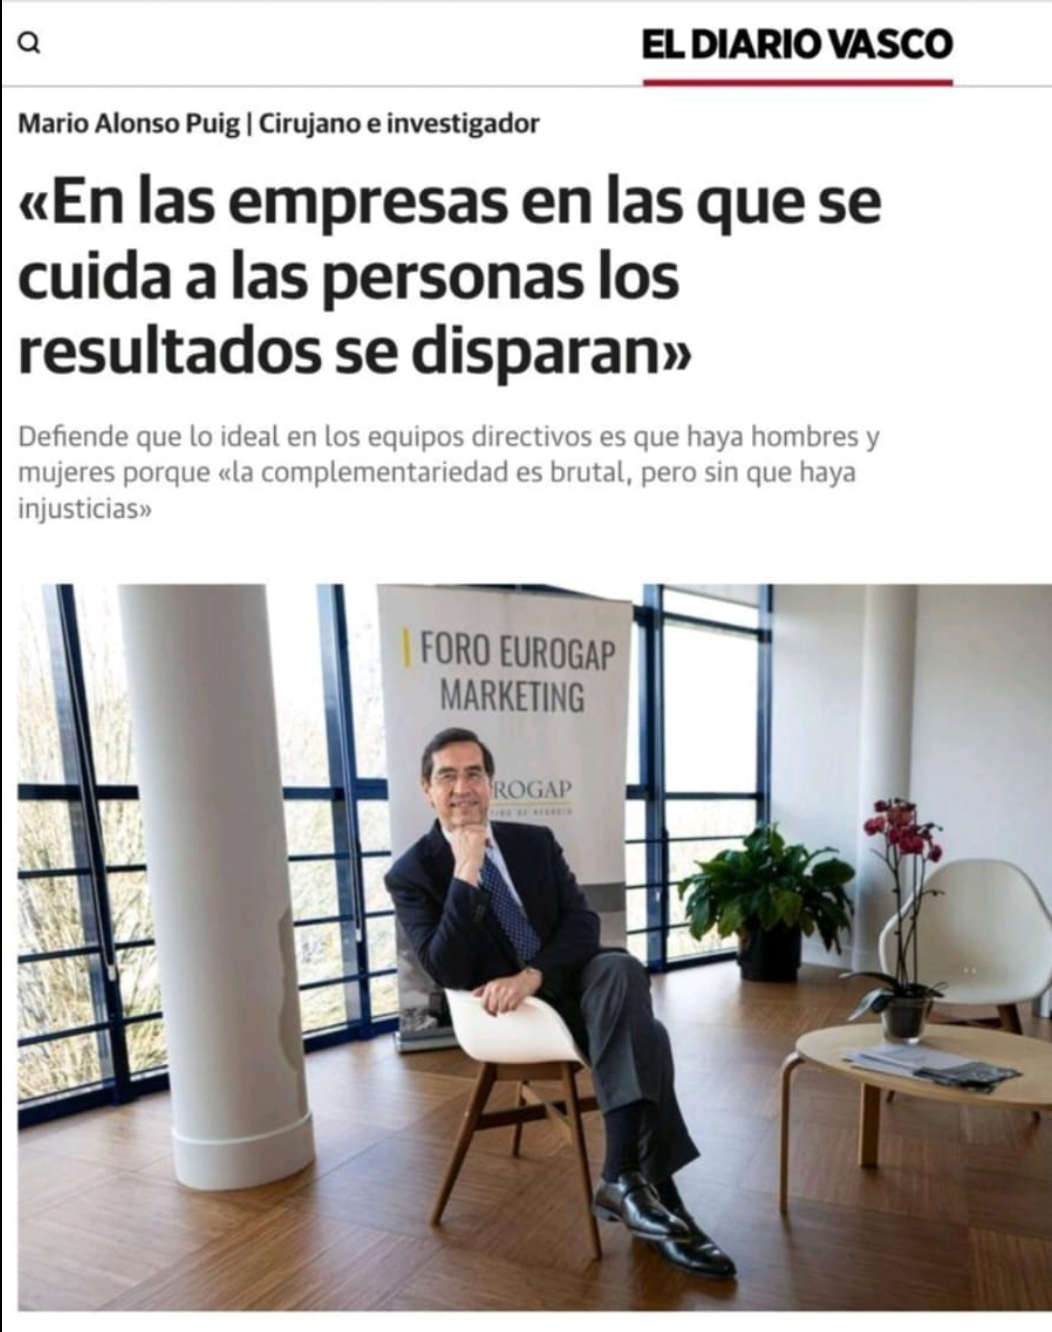 EL DIARIO VASCO
Mario Alonso Puig | Cirujano e investigador
«En las empresas en las que se
cuida a las personas los
resultados se disparan»
Defiende que lo ideal en los equipos directivos es que haya hombres y
mujeres porque «la complementariedad es brutal, pero sin que haya
injusticias»
FORO EUROGAP
MARKETING
ROGAP